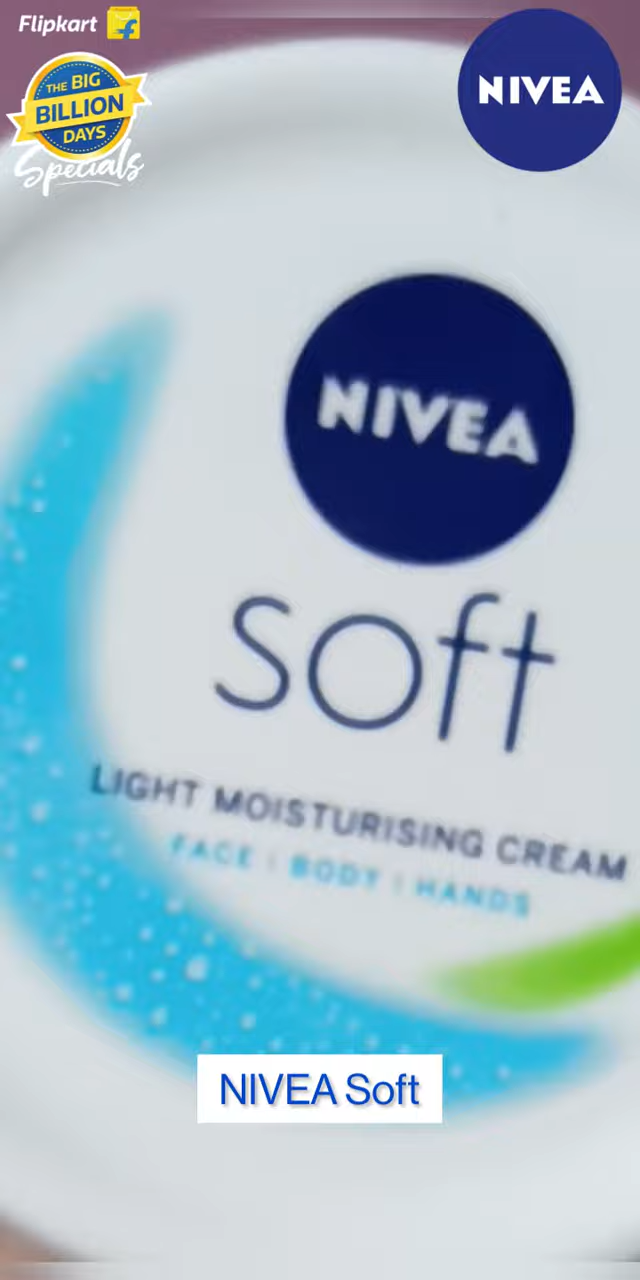 Flipkart
THE BIG
BILLION
DAYS
Specials
NIVEA
NIVEA
soft
LIGHT MOISTURISING CREAM
FACE | BODY | HANDS
NIVEA Soft